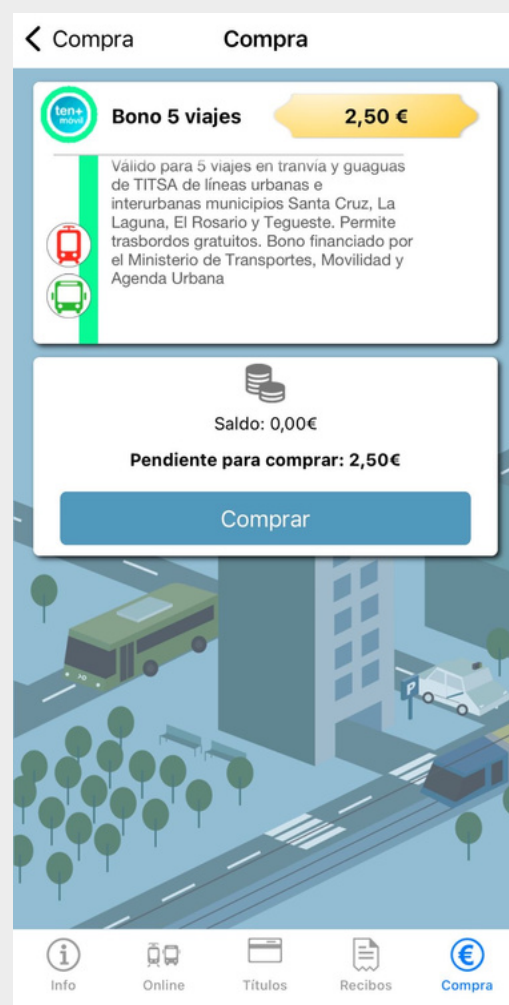 Compra
Compra
ten+
móvil
Bono 5 viajes
2,50 €
Válido para 5 viajes en tranvía y guaguas
de TITSA de líneas urbanas e
interurbanas municipios Santa Cruz, La
Laguna, El Rosario y Tegueste. Permite
trasbordos gratuitos. Bono financiado por
el Ministerio de Transportes, Movilidad y
Agenda Urbana
Saldo: 0,00€
Pendiente para comprar: 2,50€
Comprar
P
Info
Online
Títulos
Recibos
Compra